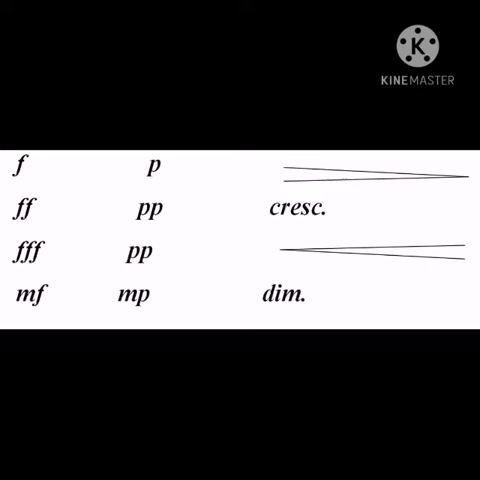 K
KINEMASTER
f p
ff pp cresc.
fff pp
mf mp dim.